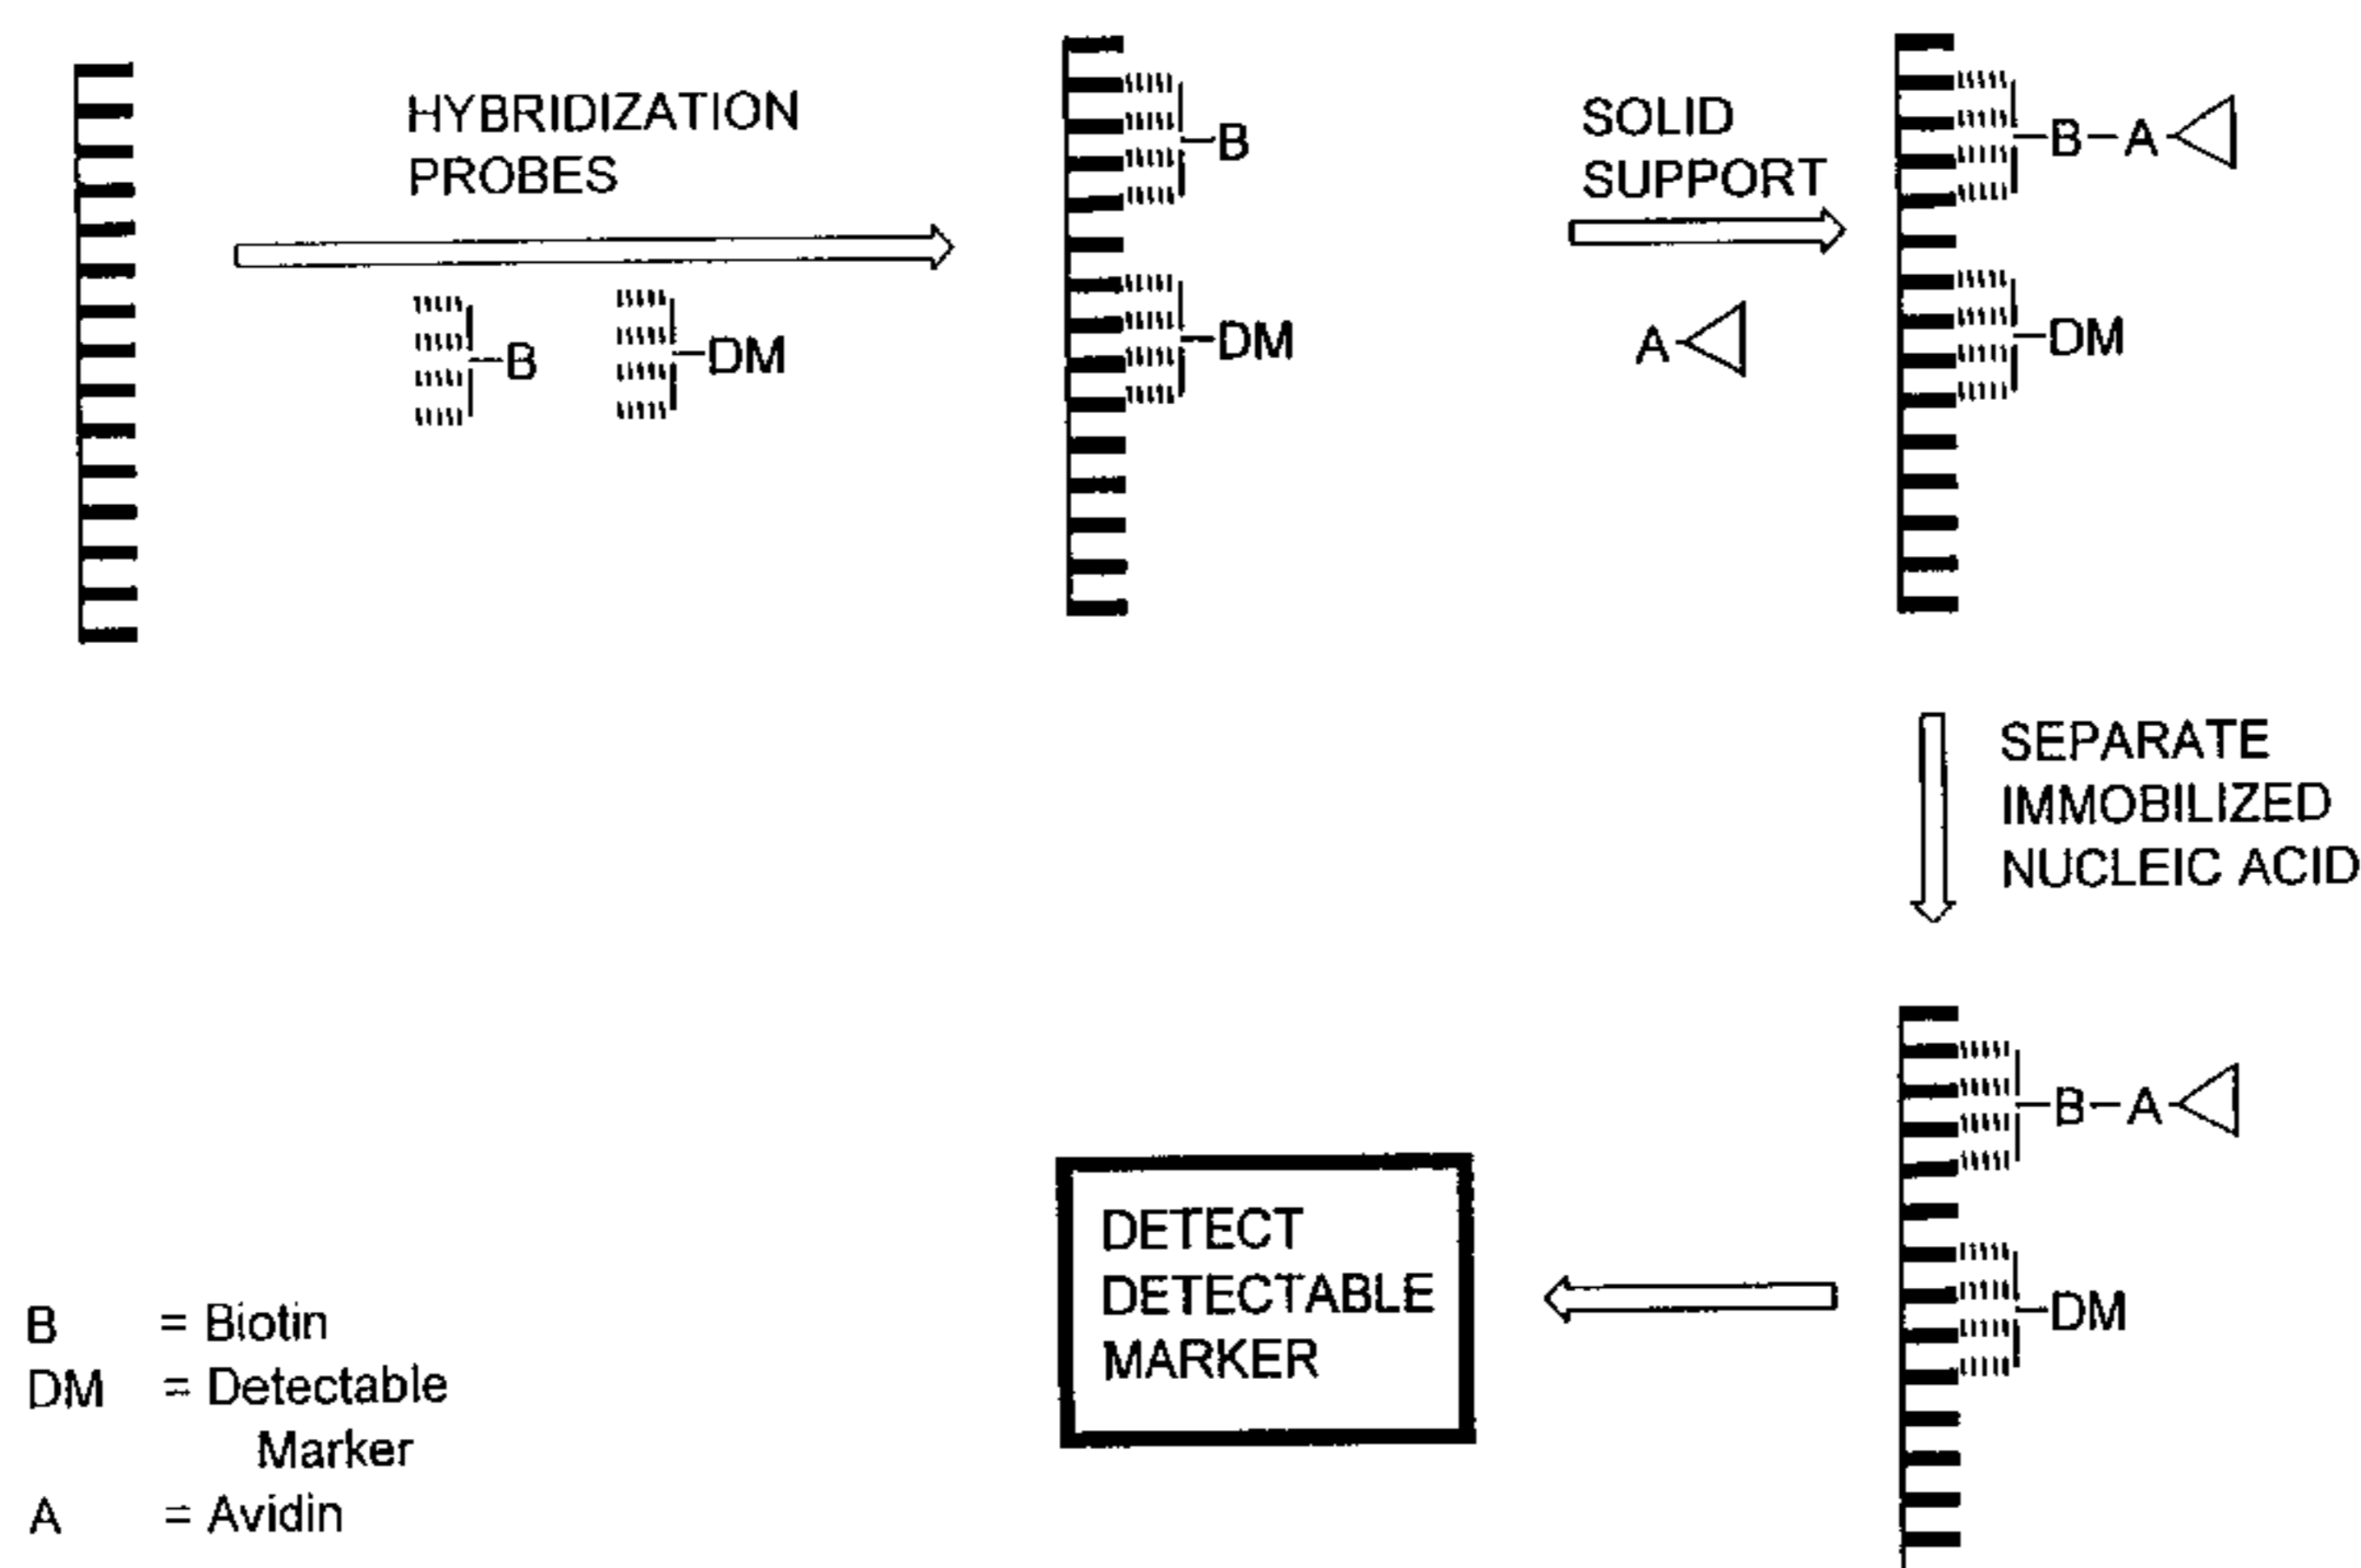 HYBRIDIZATION
PROBES
B
DM
B
DM
SOLID
SUPPORT
A
B-A
DM
SEPARATE
IMMOBILIZED
NUCLEIC ACID
B-A
DM
DETECT
DETECTABLE
MARKER
B = Biotin
DM = Detectable
Marker
A = Avidin